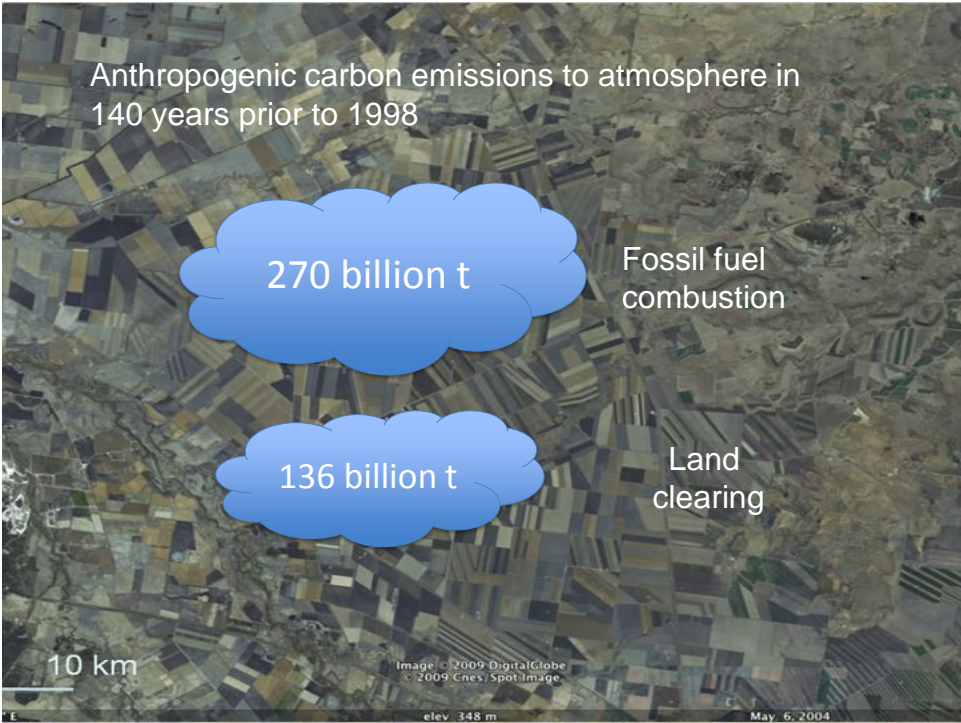 Anthropogenic carbon emissions to atmosphere in
140 years prior to 1998
270 billion t
Fossil fuel
combustion
136 billion t
Land
clearing
10 km
Image © 2009 DigitalGlobe
© 2009 Cnes/Spot Image
° E
elev 348 m
May 6, 2004